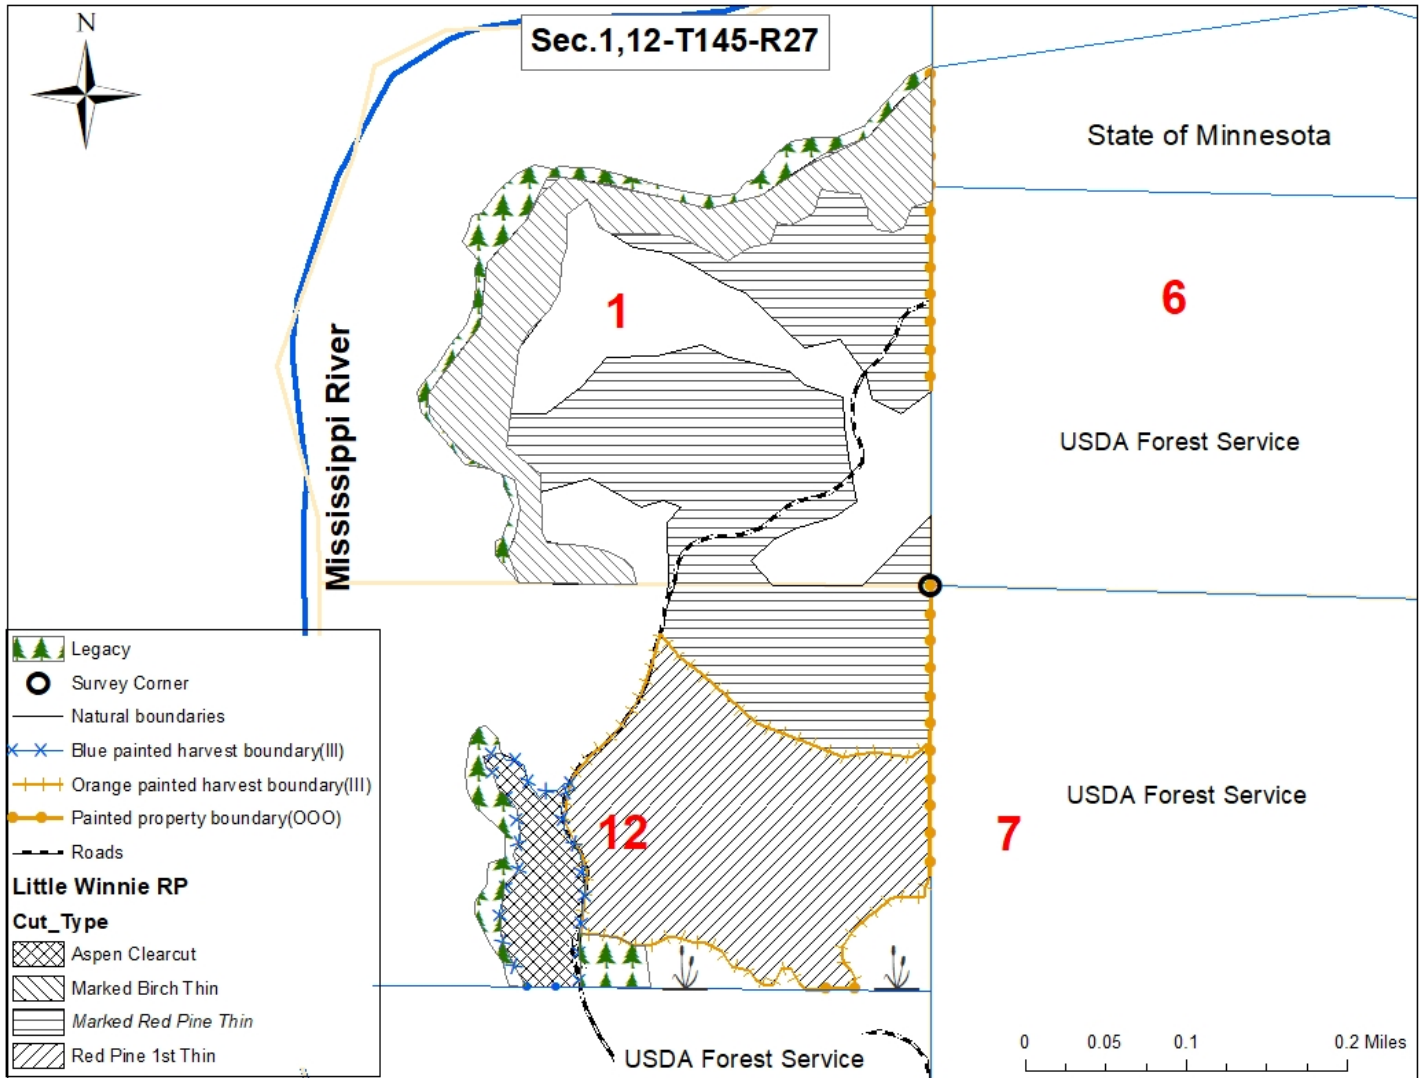 N
Sec.1,12-T145-R27
State of Minnesota
1
6
Mississippi River
USDA Forest Service
Legacy
Survey Corner
Natural boundaries
Blue painted harvest boundary(III)
Orange painted harvest boundary(III)
Painted property boundary(OOO)
Roads
Little Winnie RP
Cut_Type
Aspen Clearcut
Marked Birch Thin
Marked Red Pine Thin
Red Pine 1st Thin
USDA Forest Service
12
7
USDA Forest Service
0 0.05 0.1 0.2 Miles